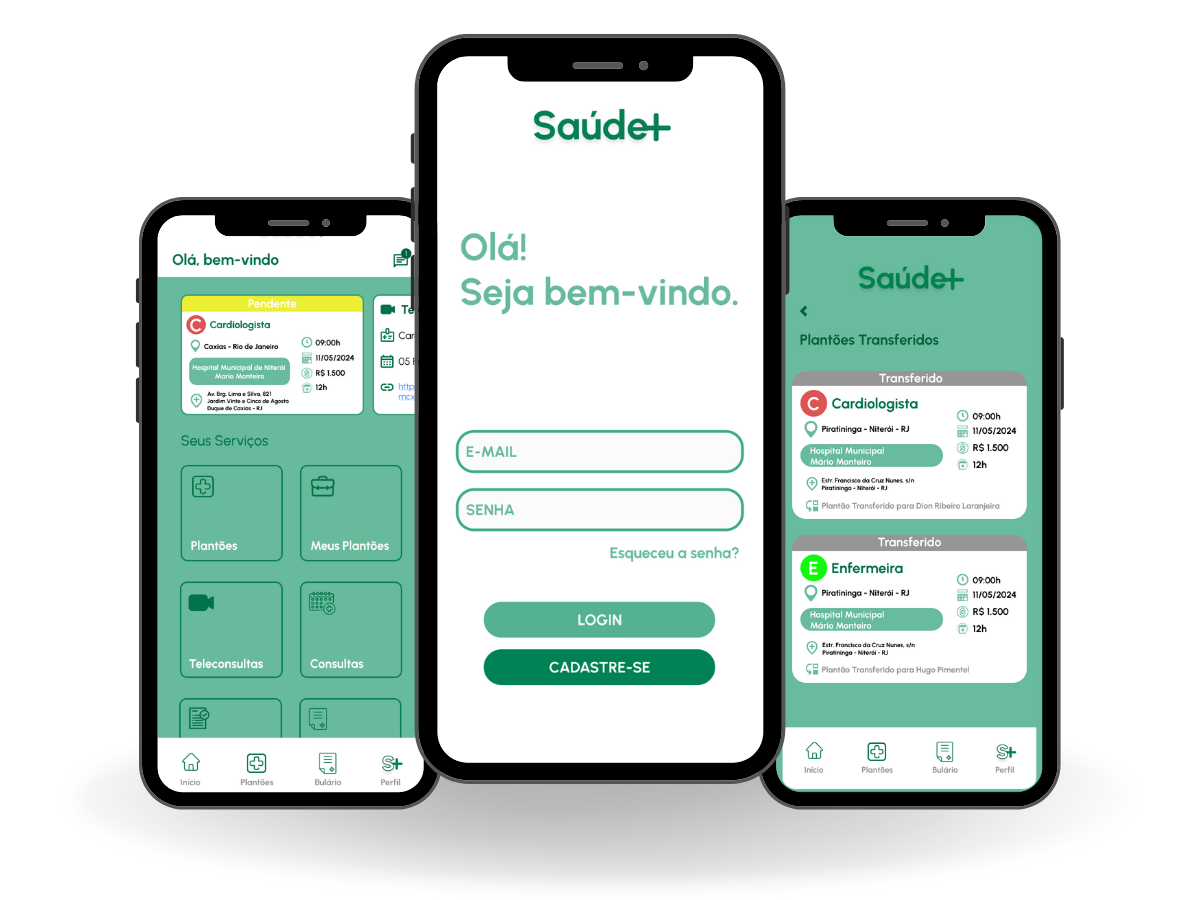 Olá, bem-vindo
1
Pendente
C Cardiologista
Caxias - Rio de Janeiro
Hospital Municipal de Niterói
Mario Monteiro
Av. Brg. Lima e Silva, 821
Jardim Vinte e Cinco de Agosto
Duque de Caxias - RJ
09:00h
11/05/2024
R$ 1.500
12h
Te
Car
05
http
mcx
Seus Serviços
Plantões
Meus Plantões
Teleconsultas
Consultas
Início
Plantões
Bulário
S+
Perfil
Saúde+
Olá!
Seja bem-vindo.
E-MAIL
SENHA
Esqueceu a senha?
LOGIN
CADASTRE-SE
Saúde+
Plantões Transferidos
Transferido
C Cardiologista
Piratininga - Niterói - RJ
Hospital Municipal
Mário Monteiro
Estr. Francisco da Cruz Nunes, s/n
Piratininga - Niterói - RJ
09:00h
11/05/2024
R$ 1.500
12h
Plantão Transferido para Dion Ribeiro Laranjeira
Transferido
E Enfermeira
Piratininga - Niterói - RJ
Hospital Municipal
Mário Monteiro
Estr. Francisco da Cruz Nunes, s/n
Piratininga - Niterói - RJ
09:00h
11/05/2024
R$ 1.500
12h
Plantão Transferido para Hugo Pimentel
Início
Plantões
Bulário
S+
Perfil